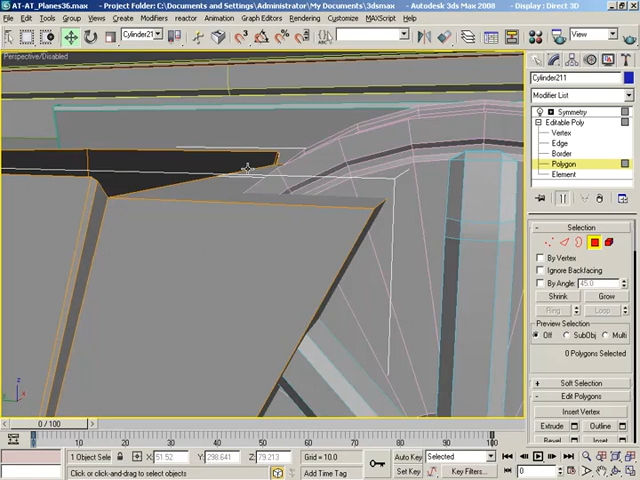 AT-AT_Planes36.max - Project Folder: C:\Documents and Settings\Administrator\My Documents\3dsmax - Autodesk 3ds Max 2008 - Display : Direct 3D
File Edit Tools Group Views Create Modifiers reactor Animation Graph Editors Rendering Customize MAXScript Help
Cylinder21 View
Perspective/Disabled
Cylinder211
Modifier List
Symmetry
Editable Poly
Vertex
Edge
Border
Polygon
Element
Selection
By Vertex
Ignore Backfacing
By Angle: 45.0
Shrink Grow
Ring Loop
Preview Selection
Off SubObj Multi
0 Polygons Selected
Soft Selection
Edit Polygons
Insert Vertex
Extrude Outline
Bevel Inset
0 / 100
0 10 20 30 40 50 60 70 80 90 100
1 Object Sele X: 51.52 Y: 298.641 Z: 79.213 Grid = 10.0 Auto Key Selected
Click or click-and-drag to select objects Add Time Tag Set Key Key Filters... 0